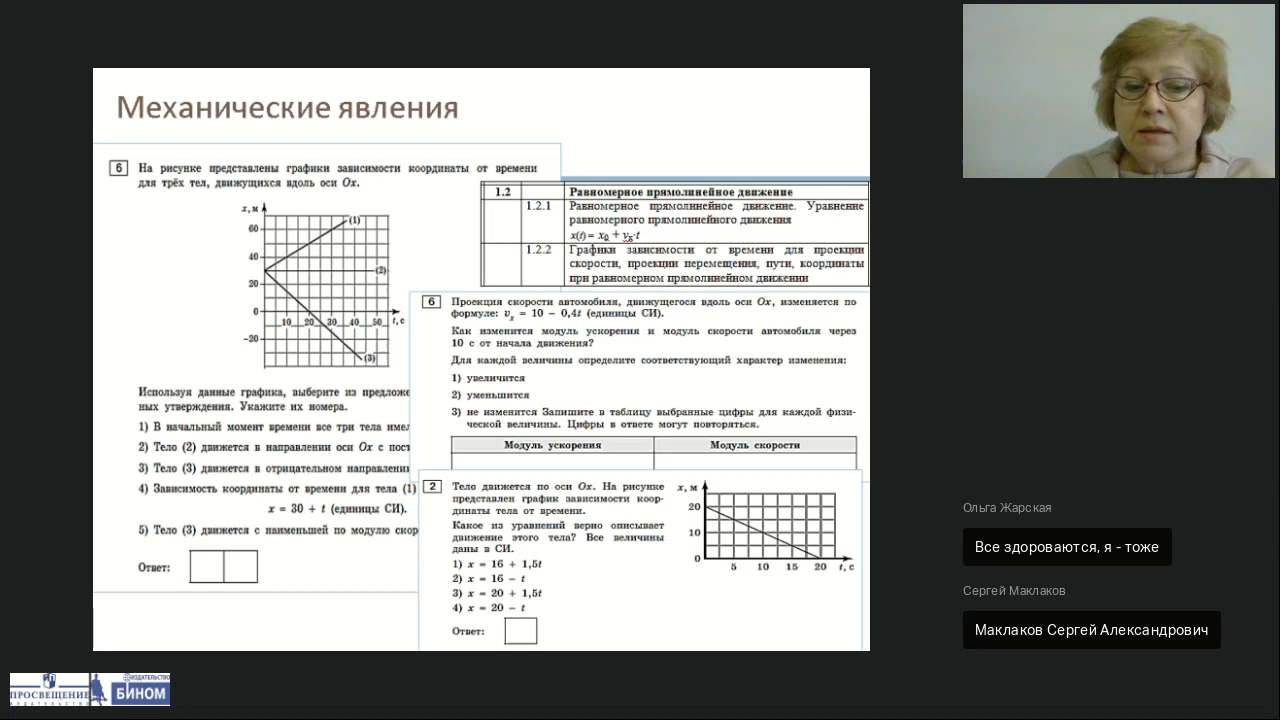 Механические явления
6 На рисунке представлены графики зависимости координаты от времени
для трёх тел, движущихся вдоль оси Ox.
x, м
60
40
20
0
−20
10 20 30 40 50 t, с
(1)
(2)
(3)
Используя данные графика, выберите из
ных утверждения. Укажите их номера.
1) В начальный момент времени все три тела
2) Тело (2) движется в направлении оси Ox с
3) Тело (3) движется в отрицательном
4) Зависимость координаты от времени для тела (1)
x = 30 + t (единицы СИ).
5) Тело (3) движется с наименьшей по модулю
Ответ:
1.2 Равномерное прямолинейное движение
1.2.1 Равномерное прямолинейное движение. Уравнение
равномерного прямолинейного движения
x(t) = x₀ + vₓ·t
1.2.2 Графики зависимости от времени для проекции
скорости, проекции перемещения, пути, координаты
при равномерном прямолинейном движении
6 Проекция скорости автомобиля, движущегося вдоль оси Ox, изменяется по
формуле: vₓ = 10 − 0,4t (единицы СИ).
Как изменится модуль ускорения и модуль скорости автомобиля через
10 с от начала движения?
Для каждой величины определите соответствующий характер изменения:
1) увеличится
2) уменьшится
3) не изменится Запишите в таблицу выбранные цифры для каждой физи-
ческой величины. Цифры в ответе могут повторяться.
Модуль ускорения Модуль скорости
2 Тело движется по оси Ox. На рисунке
представлен график зависимости коор-
динаты тела от времени.
Какое из уравнений верно описывает
движение этого тела? Все величины
даны в СИ.
1) x = 16 + 1,5t
2) x = 16 − t
3) x = 20 + 1,5t
4) x = 20 − t
Ответ:
x, м
20
10
0
5 10 15 20 t, с
Ольга Жарская
Все здороваются, я - тоже
Сергей Маклаков
Маклаков Сергей Александрович
ПРОСВЕЩЕНИЕ
ИЗДАТЕЛЬСТВО
ИЗДАТЕЛЬСТВО
БИНОМ